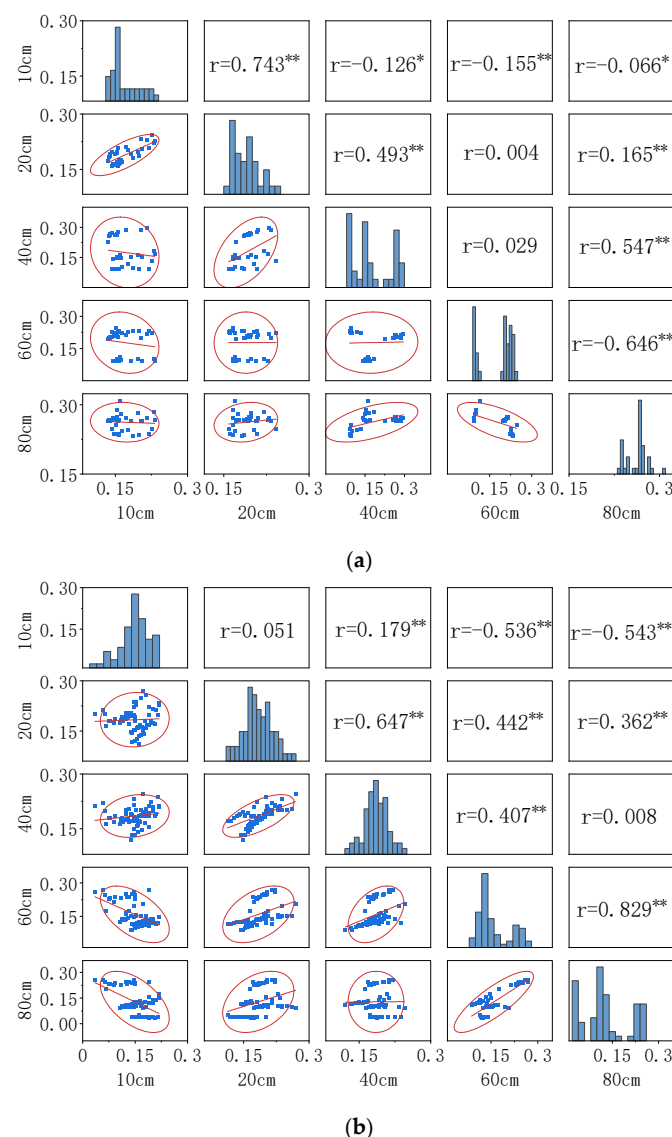 0.30
10cm
0.15
r=0.743**
r=-0.126*
r=-0.155**
r=-0.066*
0.30
20cm
0.15
r=0.493**
r=0.004
r=0.165**
0.30
40cm
0.15
r=0.029
r=0.547**
0.30
60cm
0.15
r=-0.646**
0.30
80cm
0.15
0.15 0.3 0.15 0.3 0.15 0.3 0.15 0.3 0.15 0.3
10cm 20cm 40cm 60cm 80cm
(a)
0.30
10cm
0.15
r=0.051
r=0.179**
r=-0.536**
r=-0.543**
0.30
20cm
0.15
r=0.647**
r=0.442**
r=0.362**
0.30
40cm
0.15
r=0.407**
r=0.008
0.30
60cm
0.15
r=0.829**
0.30
80cm
0.15
0.00
0 0.15 0.3 0.15 0.3 0.15 0.3 0.15 0.3 0.15 0.3
10cm 20cm 40cm 60cm 80cm
(b)